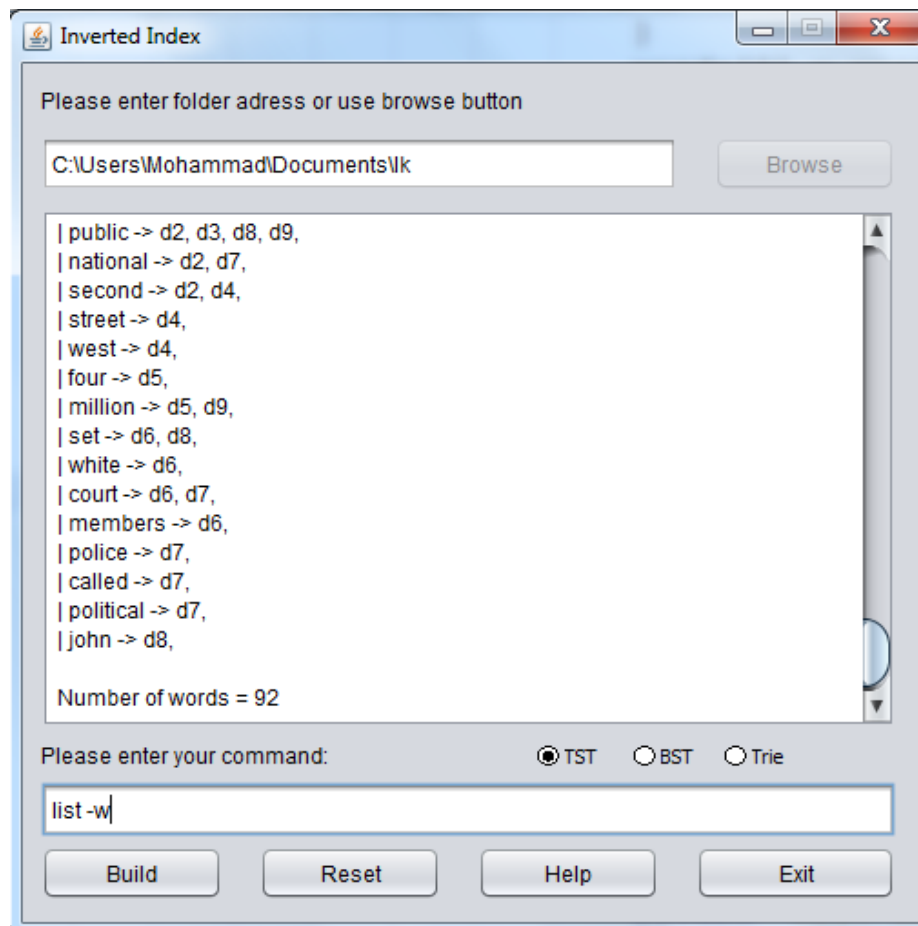 Inverted Index
Please enter folder adress or use browse button
C:\Users\Mohammad\Documents\lk
Browse
| public -> d2, d3, d8, d9,
| national -> d2, d7,
| second -> d2, d4,
| street -> d4,
| west -> d4,
| four -> d5,
| million -> d5, d9,
| set -> d6, d8,
| white -> d6,
| court -> d6, d7,
| members -> d6,
| police -> d7,
| called -> d7,
| political -> d7,
| john -> d8,
Number of words = 92
Please enter your command:
TST BST Trie
list -w
Build Reset Help Exit